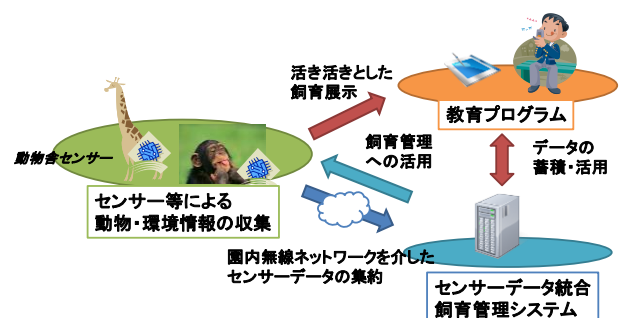 活き活きとした
飼育展示
教育プログラム
動物舎センサー
飼育管理
への活用
データの
蓄積・活用
センサー等による
動物・環境情報の収集
園内無線ネットワークを介した
センサーデータの集約
センサーデータ統合
飼育管理システム